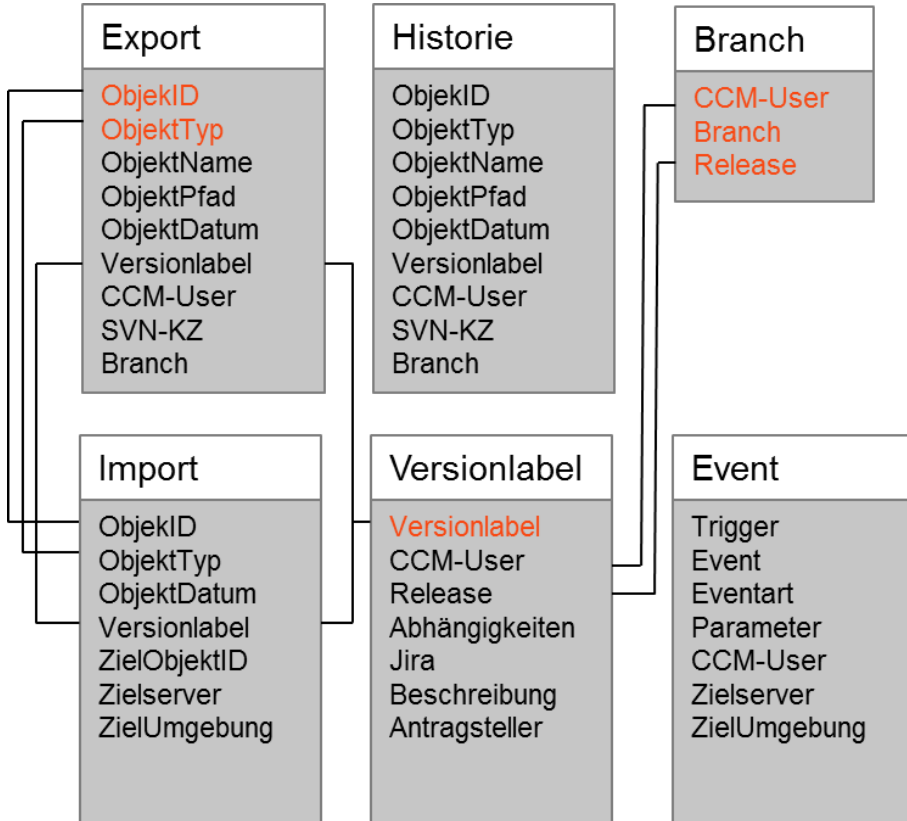 Export
ObjekID
ObjektTyp
ObjektName
ObjektPfad
ObjektDatum
Versionlabel
CCM-User
SVN-KZ
Branch
Historie
ObjekID
ObjektTyp
ObjektName
ObjektPfad
ObjektDatum
Versionlabel
CCM-User
SVN-KZ
Branch
Branch
CCM-User
Branch
Release
Import
ObjekID
ObjektTyp
ObjektDatum
Versionlabel
ZielObjektID
Zielserver
ZielUmgebung
Versionlabel
Versionlabel
CCM-User
Release
Abhängigkeiten
Jira
Beschreibung
Antragsteller
Event
Trigger
Event
Eventart
Parameter
CCM-User
Zielserver
ZielUmgebung